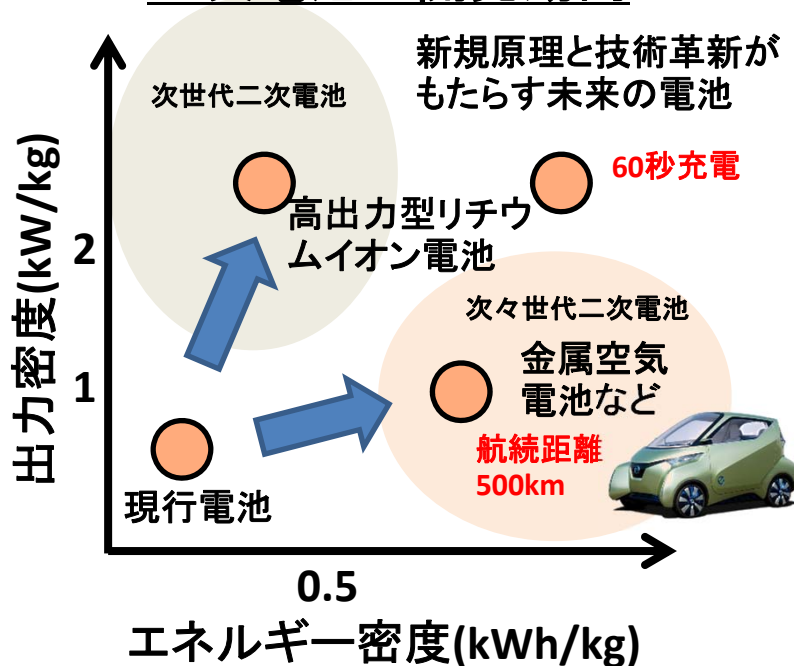 次世代二次電池
新規原理と技術革新が
もたらす未来の電池
60秒充電
高出力型リチウ
ムイオン電池
次々世代二次電池
金属空気
電池など
航続距離
500km
現行電池
出力密度(kW/kg)
2
1
0.5
エネルギー密度(kWh/kg)